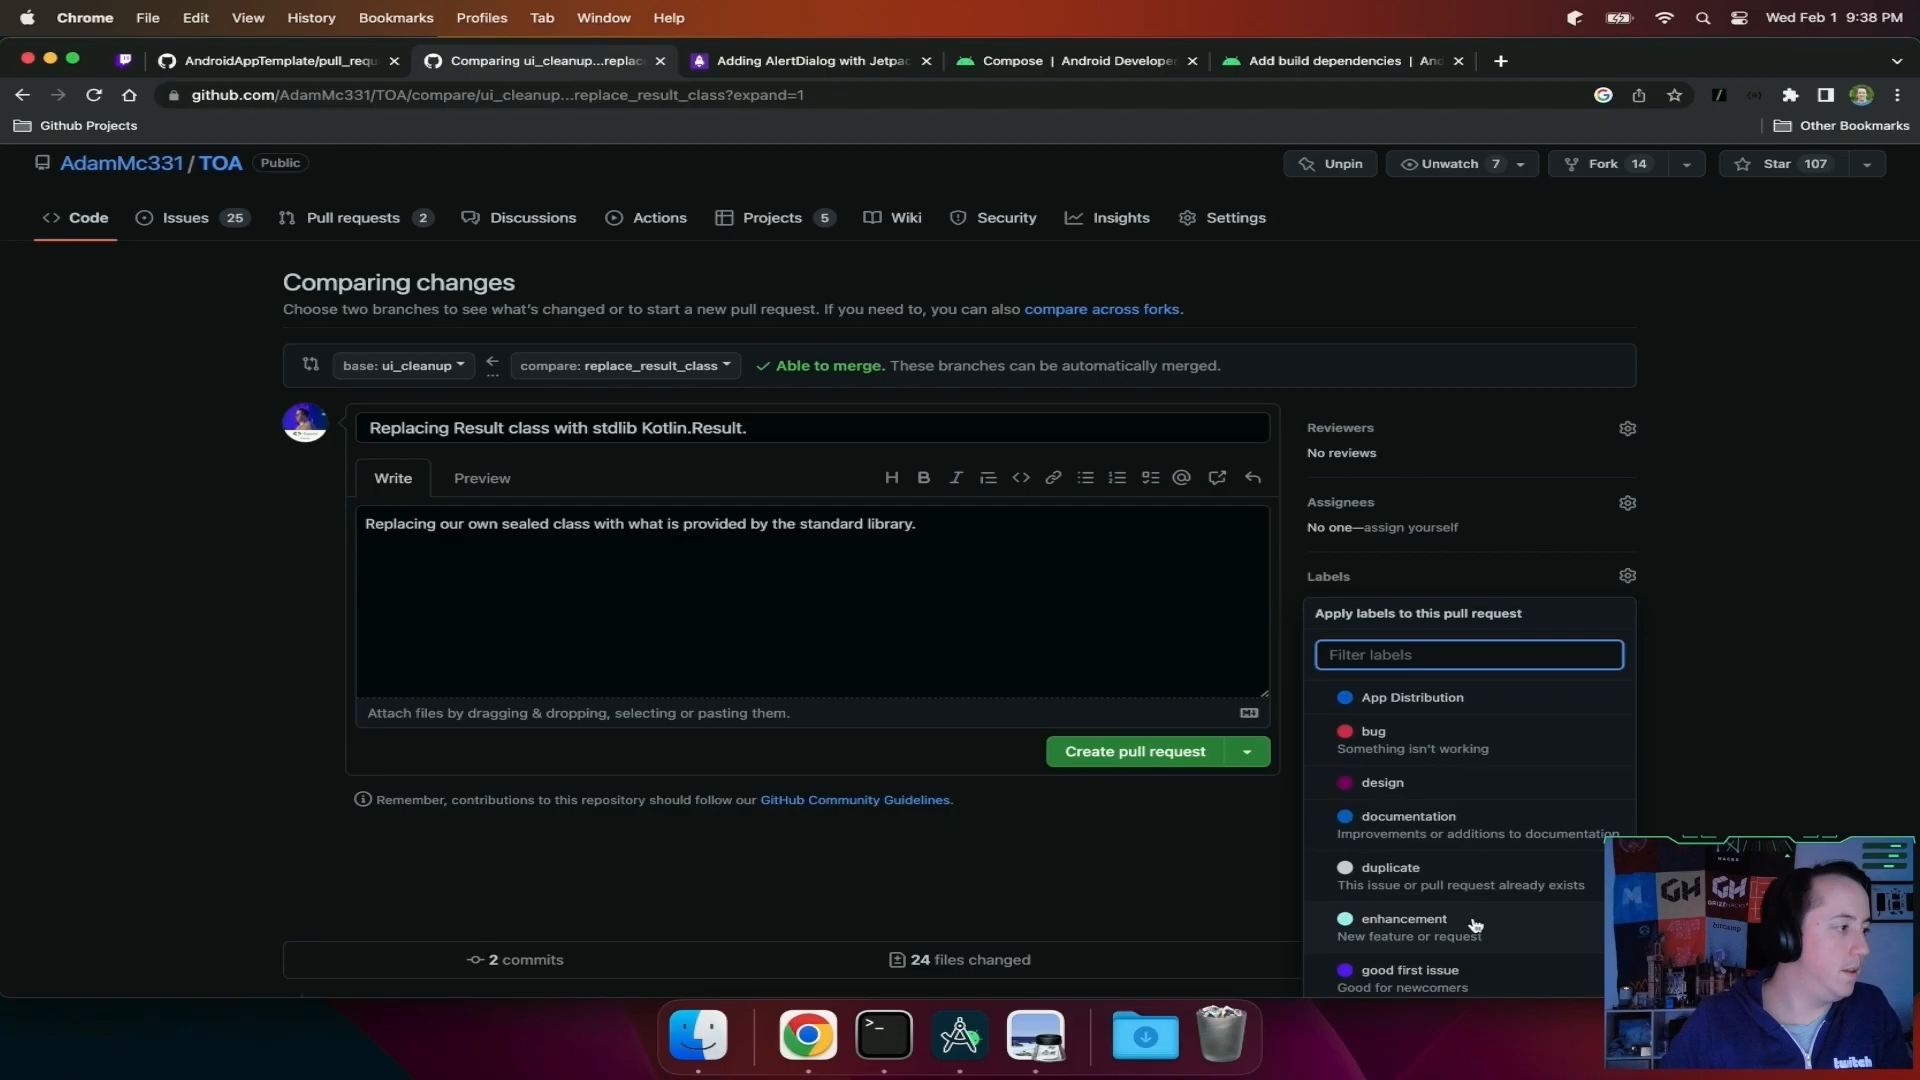 Chrome File Edit View History Bookmarks Profiles Tab Window Help Wed Feb 1 9:38 PM
AndroidAppTemplate/pull_requ Comparing ui_cleanup...replac Adding AlertDialog with Jetpac Compose | Android Develope Add build dependencies | And
github.com/AdamMc331/TOA/compare/ui_cleanup...replace_result_class?expand=1
Github Projects Other Bookmarks
AdamMc331 / TOA Public Unpin Unwatch 7 Fork 14 Star 107
<> Code Issues 25 Pull requests 2 Discussions Actions Projects 5 Wiki Security Insights Settings
Comparing changes
Choose two branches to see what's changed or to start a new pull request. If you need to, you can also compare across forks.
base: ui_cleanup compare: replace_result_class Able to merge. These branches can be automatically merged.
Replacing Result class with stdlib Kotlin.Result.
Write Preview
Replacing our own sealed class with what is provided by the standard library.
Attach files by dragging & dropping, selecting or pasting them.
Create pull request
Remember, contributions to this repository should follow our GitHub Community Guidelines.
2 commits 24 files changed
Reviewers
No reviews
Assignees
No one—assign yourself
Labels
Apply labels to this pull request
Filter labels
App Distribution
bug
Something isn't working
design
documentation
Improvements or additions to documentation
duplicate
This issue or pull request already exists
enhancement
New feature or request
good first issue
Good for newcomers
HACKS
GH GH
GRIZZHACKS
bitcamp
twitch